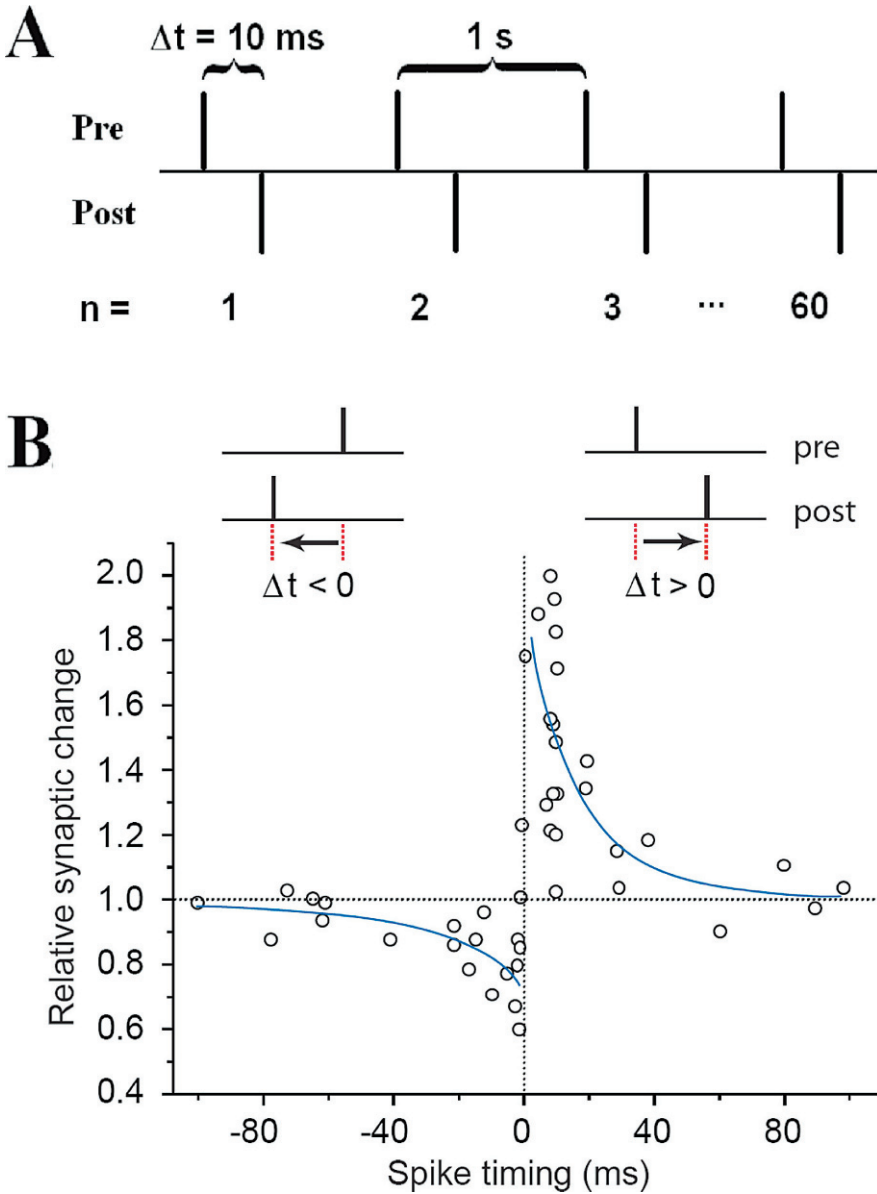 A
Δt = 10 ms 1 s
Pre
Post
n = 1 2 3 ... 60
B
pre
post
Δt < 0 Δt > 0
2.0
1.8
1.6
1.4
1.2
1.0
0.8
0.6
0.4
Relative synaptic change
-80 -40 0 40 80
Spike timing (ms)